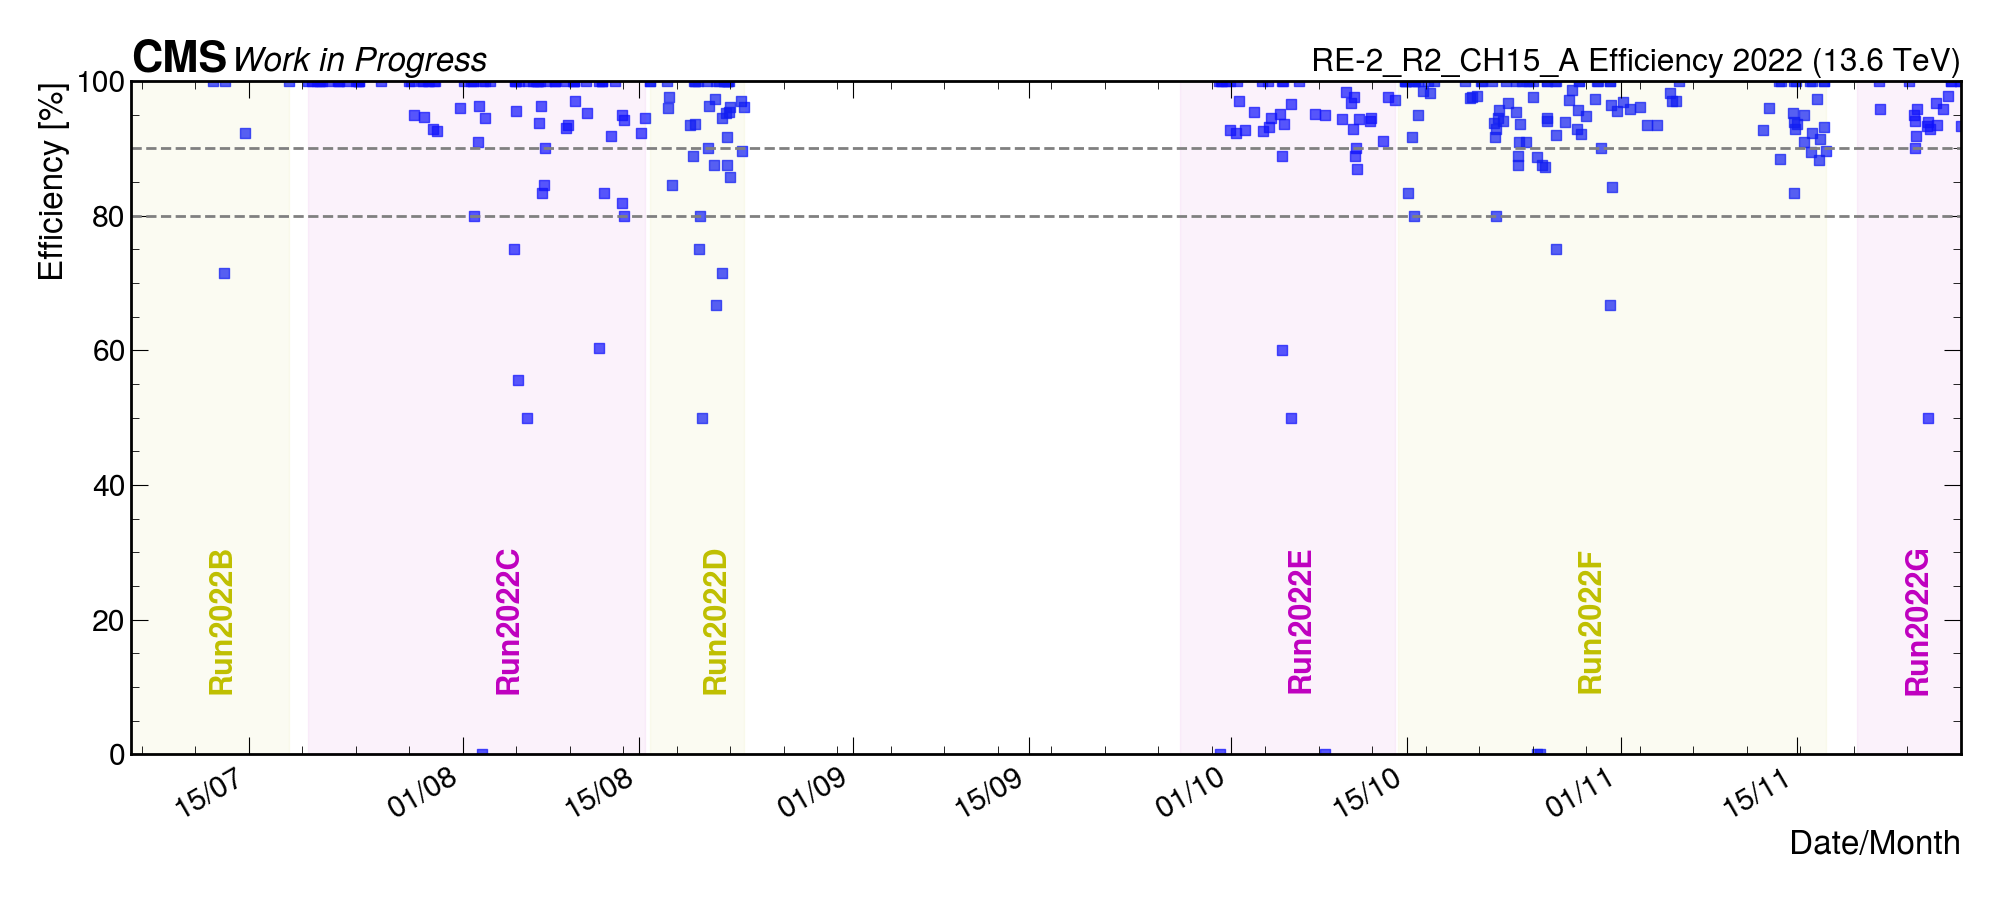 CMS Work in Progress
RE-2_R2_CH15_A Efficiency 2022 (13.6 TeV)
Efficiency [%]
100
80
60
40
20
0
Run2022B
Run2022C
Run2022D
Run2022E
Run2022F
Run2022G
15/07
01/08
15/08
01/09
15/09
01/10
15/10
01/11
15/11
Date/Month